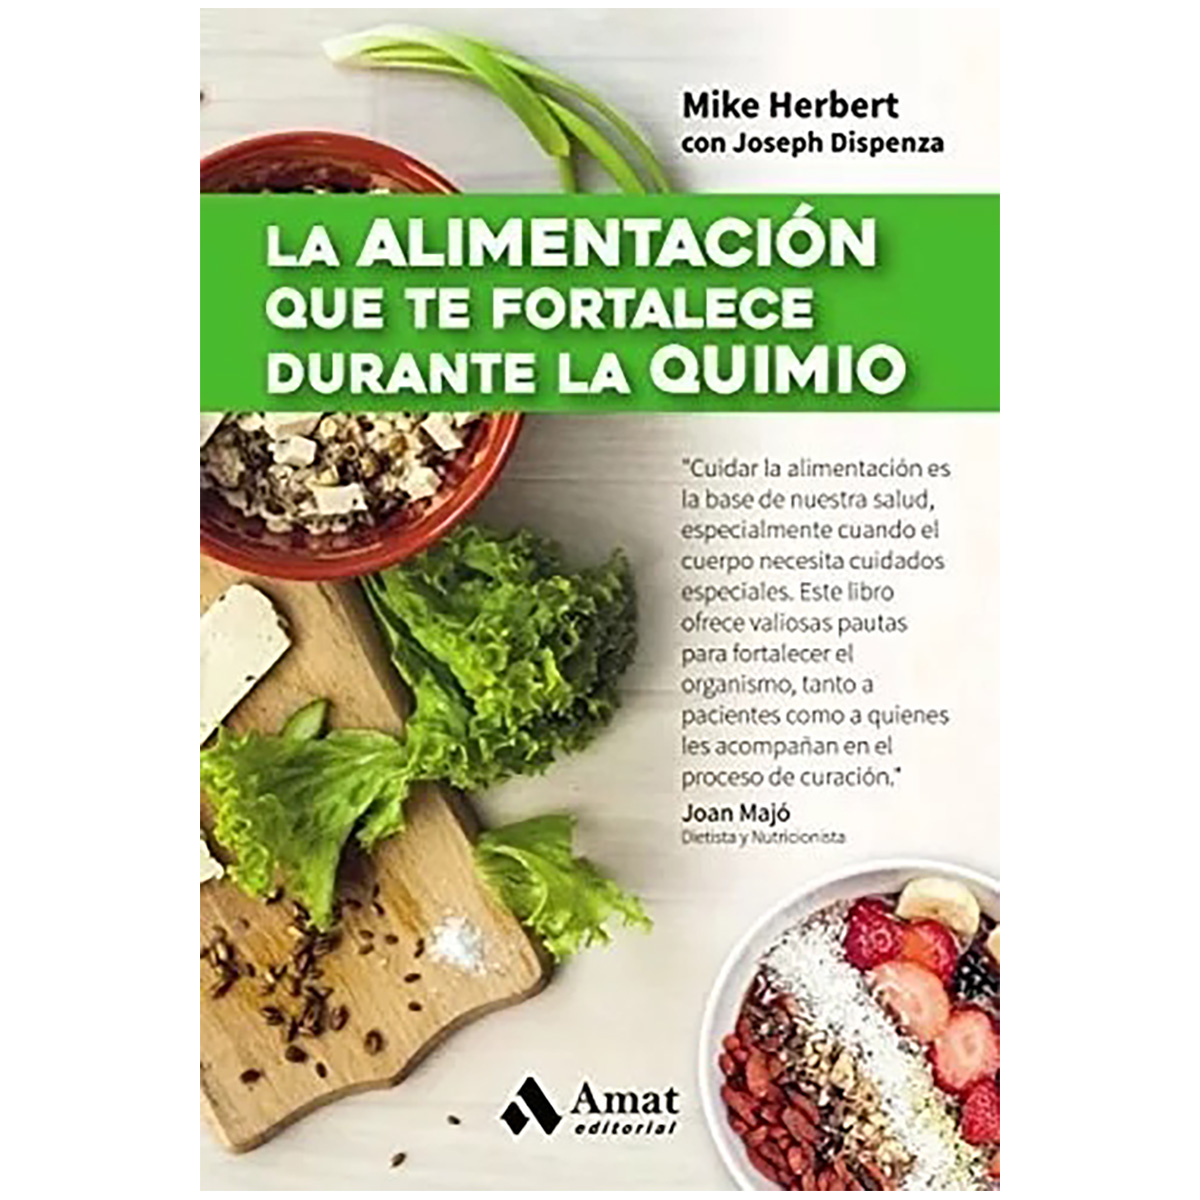 Mike Herbert
con Joseph Dispenza
LA ALIMENTACIÓN
QUE TE FORTALECE
DURANTE LA QUIMIO
"Cuidar la alimentación es
la base de nuestra salud,
especialmente cuando el
cuerpo necesita cuidados
especiales. Este libro
ofrece valiosas pautas
para fortalecer el
organismo, tanto a
pacientes como a quienes
les acompañan en el
proceso de curación."
Joan Majó
Dietista y Nutricionista
Amat
editorial